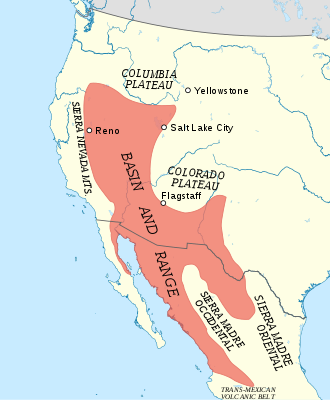 COLUMBIA
PLATEAU
Yellowstone
SIERRA NEVADA MTS.
Reno
Salt Lake City
BASIN AND RANGE
COLORADO
PLATEAU
Flagstaff
SIERRA MADRE
OCCIDENTAL
SIERRA MADRE
ORIENTAL
TRANS-MEXICAN
VOLCANIC BELT